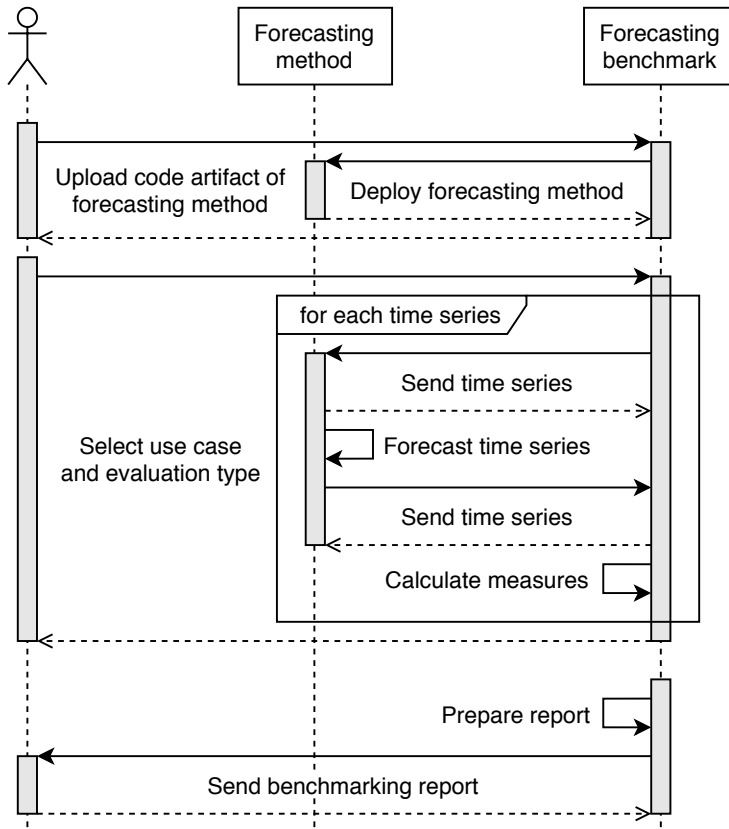 Forecasting
method
Forecasting
benchmark
Upload code artifact of
forecasting method
Deploy forecasting method
for each time series
Send time series
Select use case
and evaluation type
Forecast time series
Send time series
Calculate measures
Prepare report
Send benchmarking report